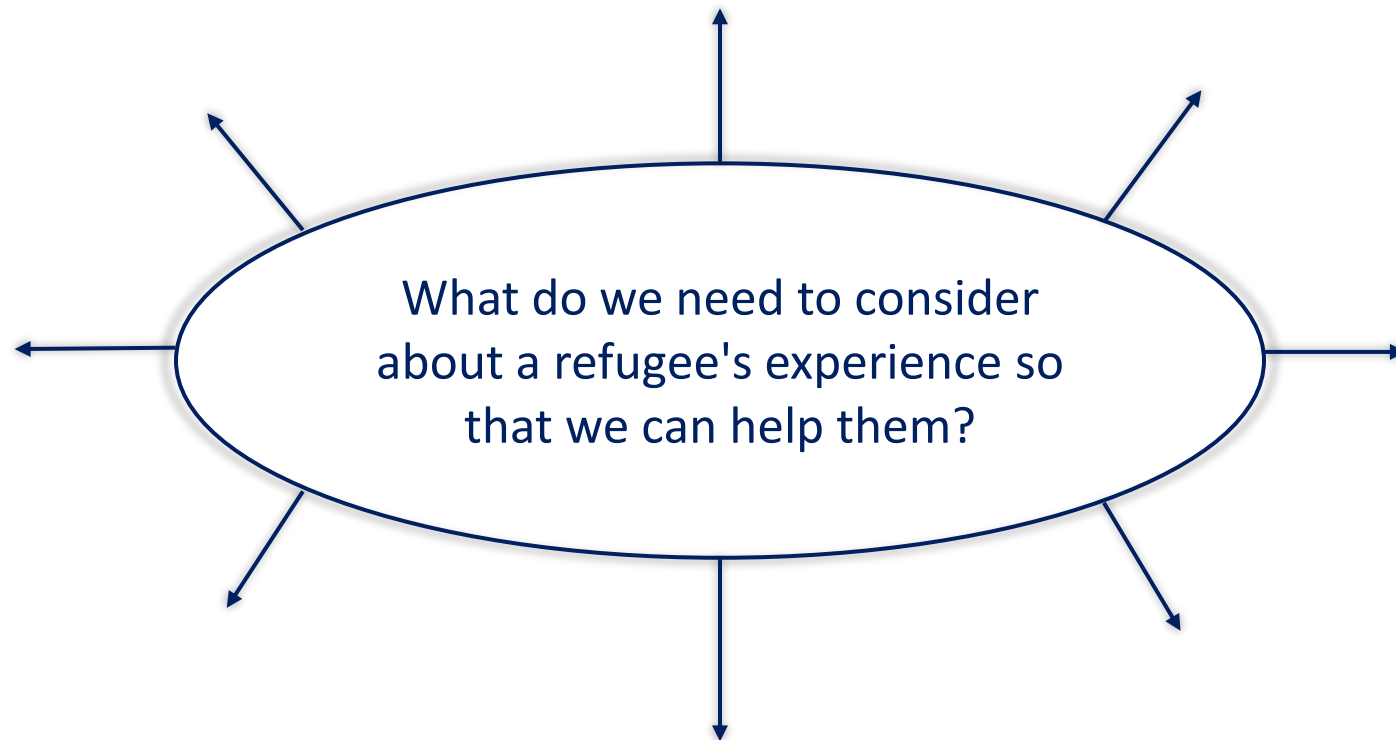 What do we need to consider
about a refugee's experience so
that we can help them?